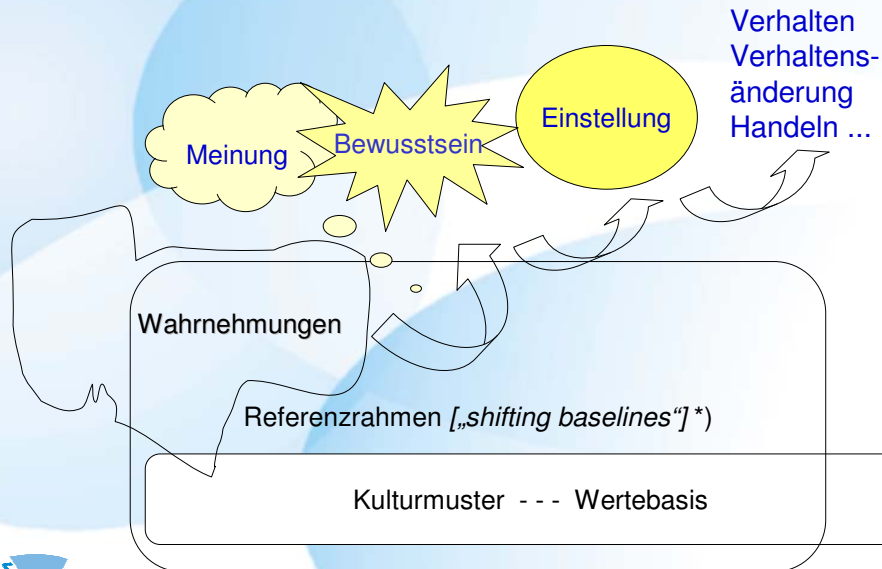 Verhalten
Verhaltens-
änderung
Handeln ...
Einstellung
Bewusstsein
Meinung
Wahrnehmungen
Referenzrahmen [„shifting baselines“] *)
Kulturmuster - - - Wertebasis